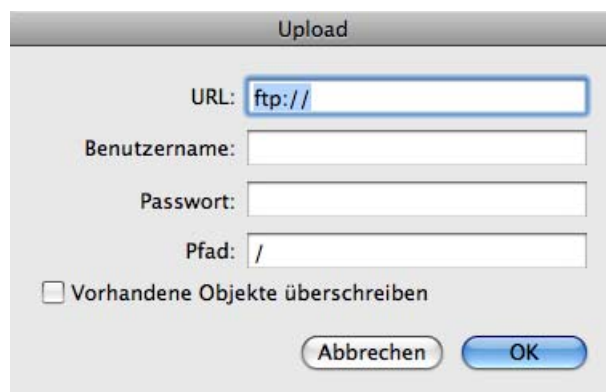 Upload
URL: ftp://
Benutzername:
Passwort:
Pfad: /
Vorhandene Objekte überschreiben
Abbrechen OK